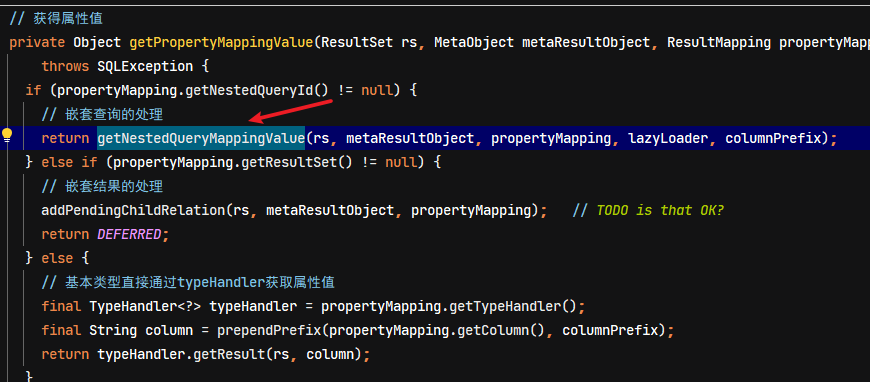 // 获得属性值
private Object getPropertyMappingValue(ResultSet rs, MetaObject metaResultObject, ResultMapping propertyMapp
throws SQLException {
if (propertyMapping.getNestedQueryId() != null) {
// 嵌套查询的处理
return getNestedQueryMappingValue(rs, metaResultObject, propertyMapping, lazyLoader, columnPrefix);
} else if (propertyMapping.getResultSet() != null) {
// 嵌套结果的处理
addPendingChildRelation(rs, metaResultObject, propertyMapping);   // TODO is that OK?
return DEFERRED;
} else {
// 基本类型直接通过typeHandler获取属性值
final TypeHandler<?> typeHandler = propertyMapping.getTypeHandler();
final String column = prependPrefix(propertyMapping.getColumn(), columnPrefix);
return typeHandler.getResult(rs, column);
}